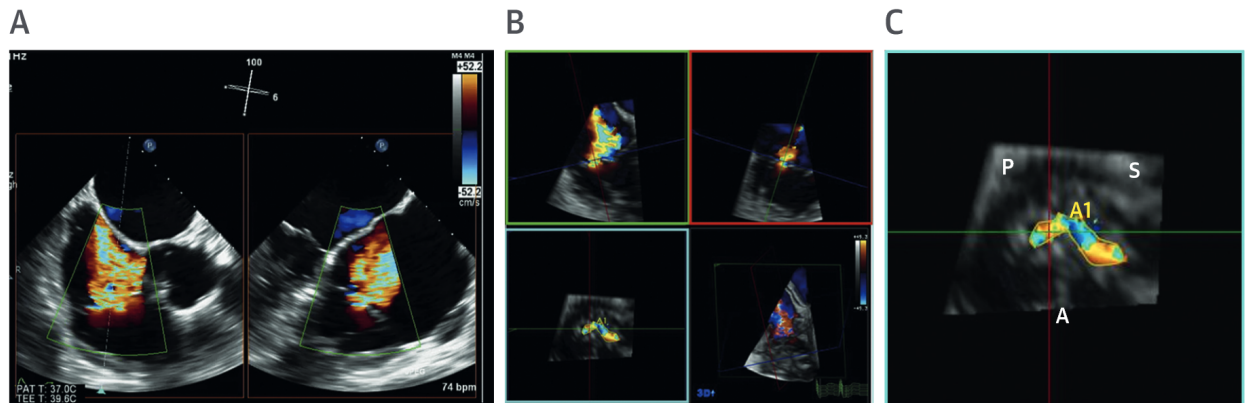 A
B
C
HZ
M4 M4
+52.2
-52.2
cm/s
100
6
P
P
R
PAT T: 37.0C
TEE T: 39.6C
74 bpm
A1
3D
P
S
A1
A